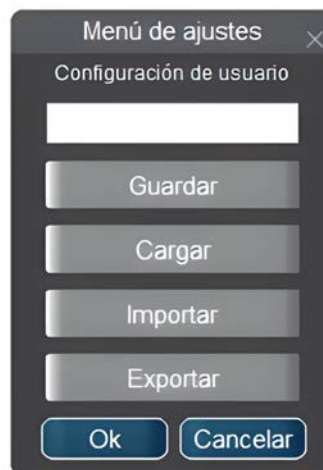 Menú de ajustes
Configuración de usuario
Guardar
Cargar
Importar
Exportar
Ok Cancelar